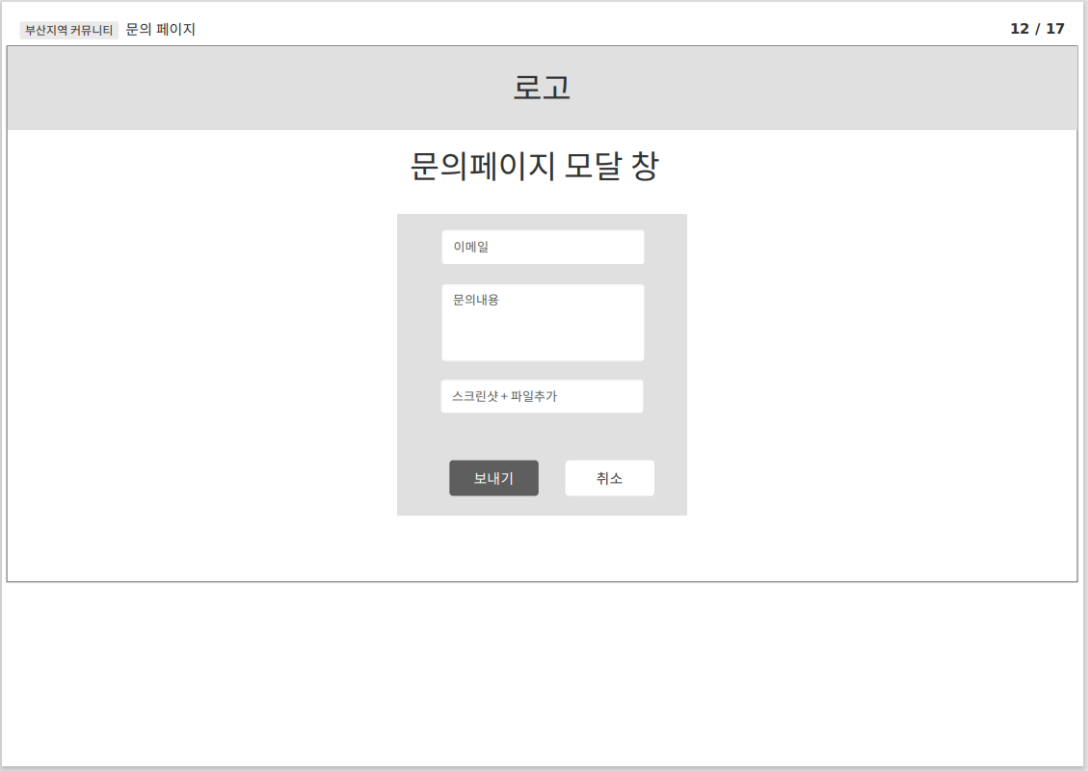 부산지역 커뮤니티 문의 페이지 12 / 17
로고
문의페이지 모달 창
이메일
문의내용
스크린샷 + 파일추가
보내기 취소